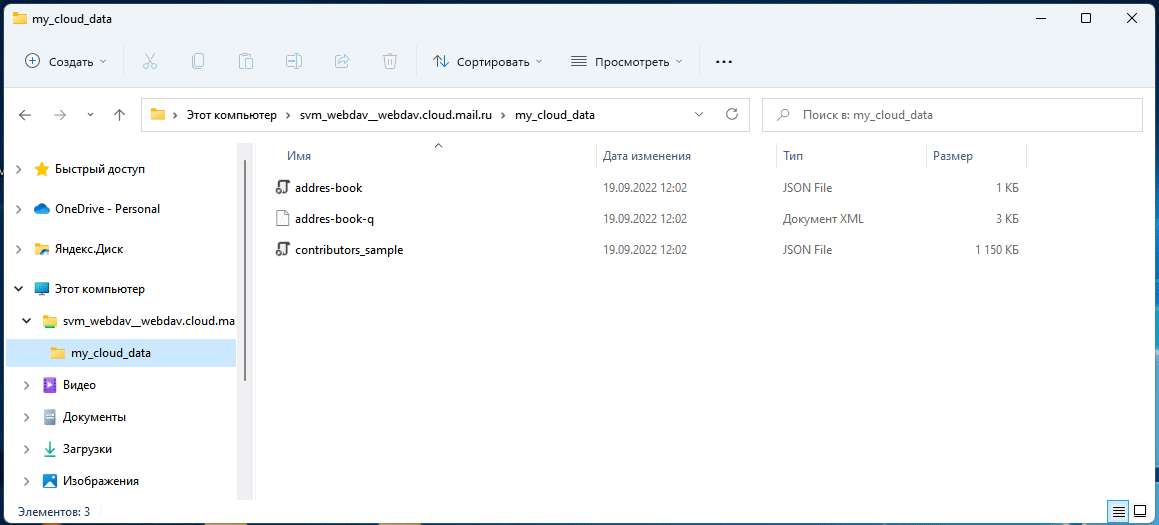 my_cloud_data
Создать Сортировать Просмотреть
Этот компьютер svm_webdav__webdav.cloud.mail.ru my_cloud_data Поиск в: my_cloud_data
Имя Дата изменения Тип Размер
addres-book 19.09.2022 12:02 JSON File 1 КБ
addres-book-q 19.09.2022 12:02 Документ XML 3 КБ
contributors_sample 19.09.2022 12:02 JSON File 1 150 КБ
Быстрый доступ
OneDrive - Personal
Яндекс.Диск
Этот компьютер
svm_webdav__webdav.cloud.ma
my_cloud_data
Видео
Документы
Загрузки
Изображения
Элементов: 3